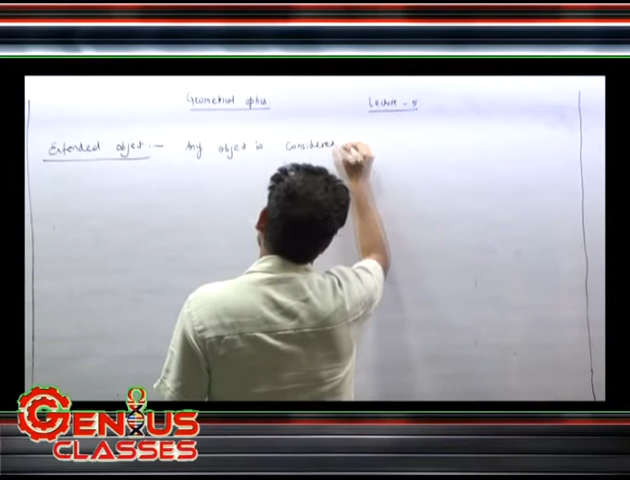 Geometrical optics Lecture - 5
Extended object :- Any object is considered
GENIUS
CLASSES